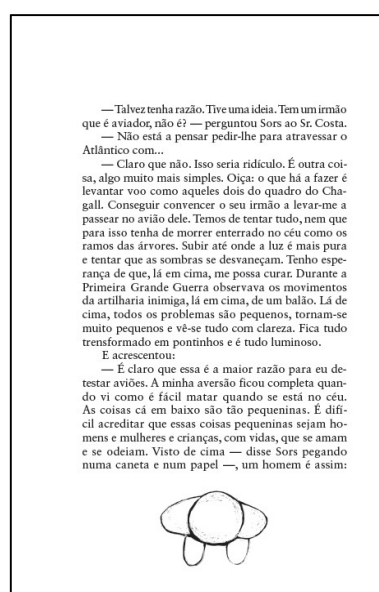 — Talvez tenha razão. Tive uma ideia. Tem um irmão
que é aviador, não é? — perguntou Sors ao Sr. Costa.
— Não está a pensar pedir-lhe para atravessar o
Atlântico com...
— Claro que não. Isso seria ridículo. É outra coi-
sa, algo muito mais simples. Oiça: o que há a fazer é
levantar voo como aqueles dois do quadro do Cha-
gall. Conseguir convencer o seu irmão a levar-me a
passear no avião dele. Temos de tentar tudo, nem que
para isso tenha de morrer enterrado no céu como os
ramos das árvores. Subir até onde a luz é mais pura
e tentar que as sombras se desvaneçam. Tenho espe-
rança de que, lá em cima, me possa curar. Durante a
Primeira Grande Guerra observava os movimentos
da artilharia inimiga, lá em cima, de um balão. Lá de
cima, todos os problemas são pequenos, tornam-se
muito pequenos e vê-se tudo com clareza. Fica tudo
trensformado em pontinhos e é tudo luminoso.
E acrescentou:
— É claro que essa é a maior razão para eu de-
testar aviões. A minha aversão ficou completa quan-
do vi como é fácil matar quando se está no céu.
As coisas cá em baixo são tão pequeninas. É difí-
cil acreditar que essas coisas pequeninas sejam ho-
mens e mulheres e crianças, com vidas, que se amam
e se odeiam. Visto de cima — disse Sors pegando
numa caneta e num papel —, um homem é assim: